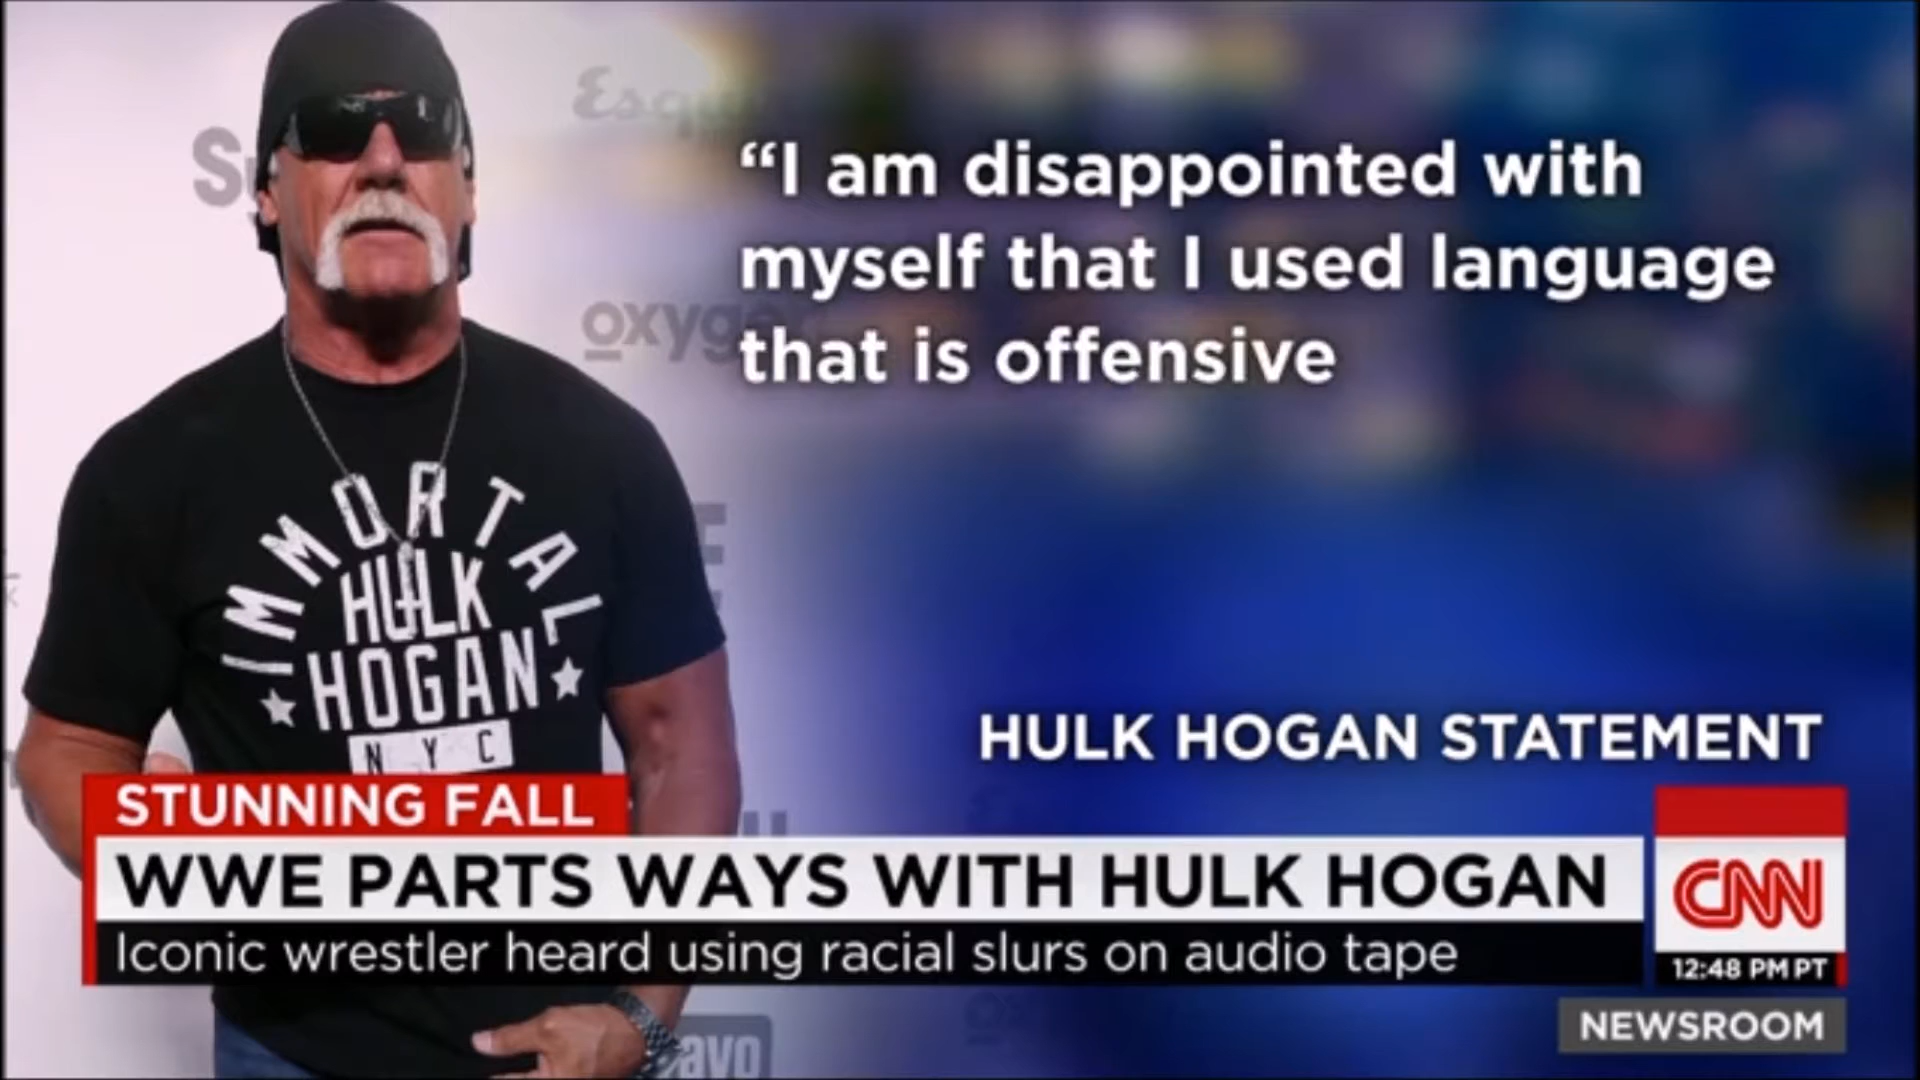 “I am disappointed with
myself that I used language
that is offensive
IMMORTAL
HULK
HOGAN
NYC
HULK HOGAN STATEMENT
STUNNING FALL
WWE PARTS WAYS WITH HULK HOGAN
Iconic wrestler heard using racial slurs on audio tape
CNN
12:48 PM PT
NEWSROOM